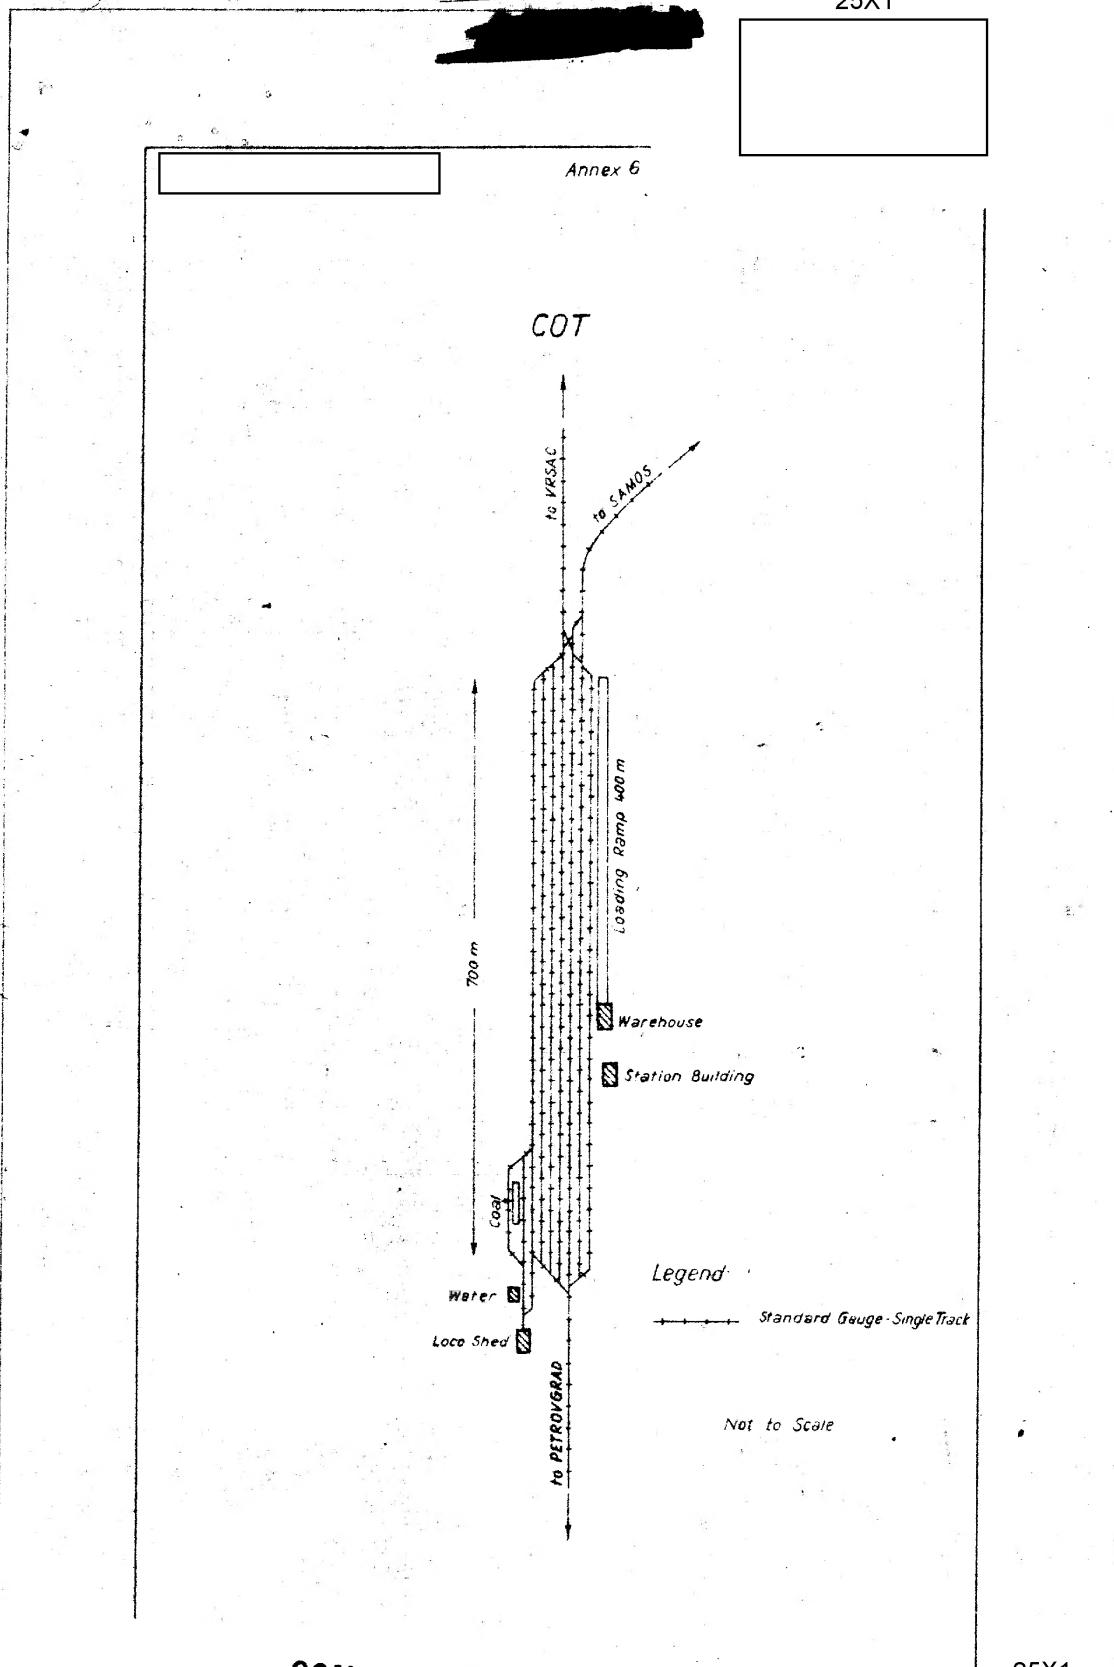 25X1
Annex 6
COT
to VRSAC
to SAMOS
Loading Ramp 400 m
700 m
Warehouse
Station Building
Coal
Water
Loco Shed
Legend
Standard Gauge-Single Track
to PETROVGRAD
Not to Scale
25X1